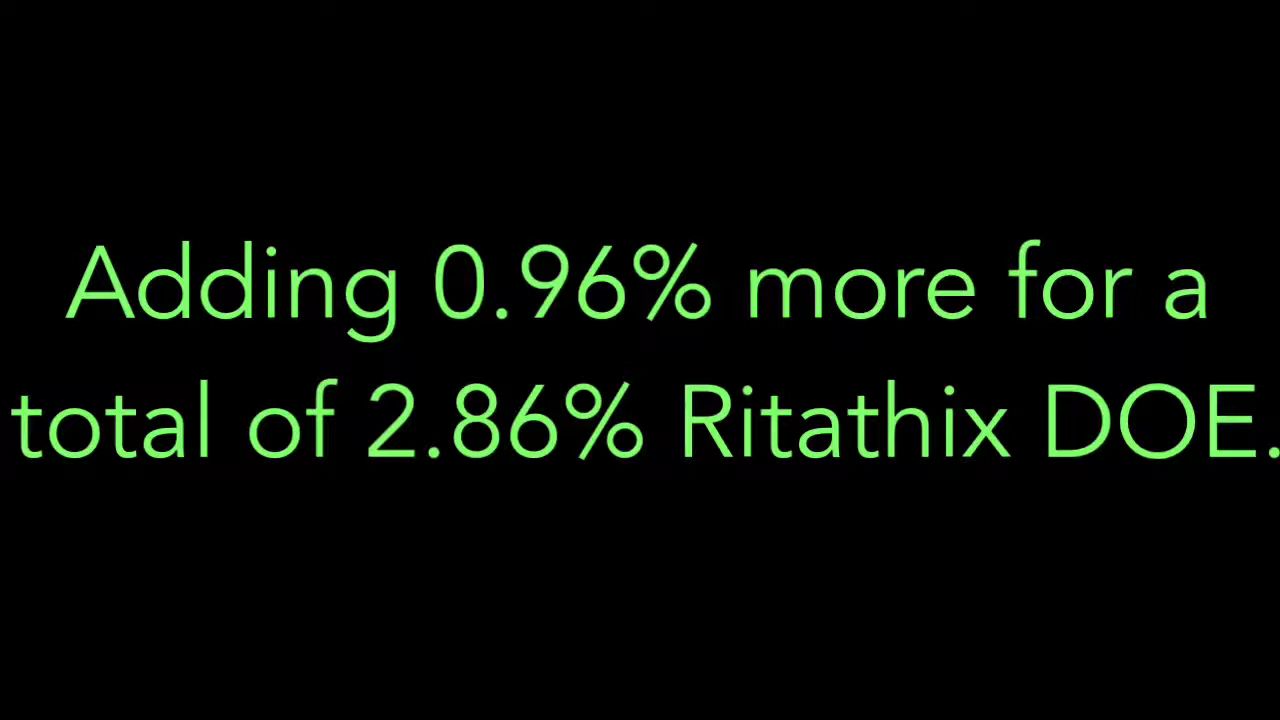 Adding 0.96% more for a
total of 2.86% Ritathix DOE.